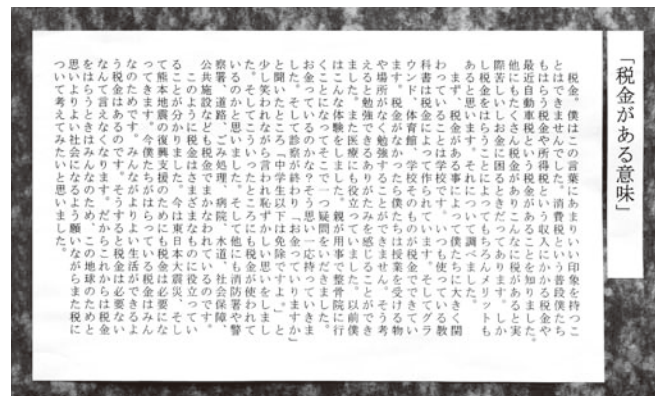 「税金がある意味」
税金。僕はこの言葉にあまりいい印象を持つこ
とはできませんでした。消費税という普段僕たち
もはらう税金や所得税という収入にかかる税金や
最近自動車税という税金があることを知りました。
他にもたくさん税金がありこんなに税があると実
際苦しいしお金に困るときだってあります。しか
し税金をはらうことによってもちろんメリットも
あると思います。それについて調べました。
まず、税金がある事によって僕たちに大きく関
わっていることは学校です。いつも使っている教
科書は税金によって作られています。そしてグラ
ウンド、体育館、学校そのものが税金でできてい
ます。税金がなかったら僕たちは授業を受ける物
や場所がなく勉強することができません。そう考
えると勉強できるありがたみを感じることができ
ました。また医療にも役立っていました。以前僕
はこんな体験をしました。親が用事で整骨院に行
くことになってそこで一つ疑問をいだきました。
お金っているのかな？そう思い一応持っていきま
した。そして診察が終わり「お金っていりますか」
と聞いたところ「中学生以下は免除ですよ。」と
少し笑われながら言われ恥ずかしい思いをしまし
た。そしてこういったところにも税金が使われて
いるのかと思いました。そして他にも消防署や警
察署、道路、ごみ処理、病院、水道、社会保障、
公共施設なども税金でまかなわれているのです。
このように税金はさまざまなものに役立ってい
ることが分かりました。今は東日本大震災、そし
て熊本地震の復興支援のためにも税金は必要にな
ってきます。今僕たちがはらっている税金はみん
なのためです。みんながよりよい生活ができるよ
う税金はあるのです。そうすると税金は必要ない
なんて言えなくなります。だからこれからは税金
をはらうときはみんなのため、この地球のためと
思いよりよい社会になるよう願いながらまた税に
ついて考えてみたいと思いました。